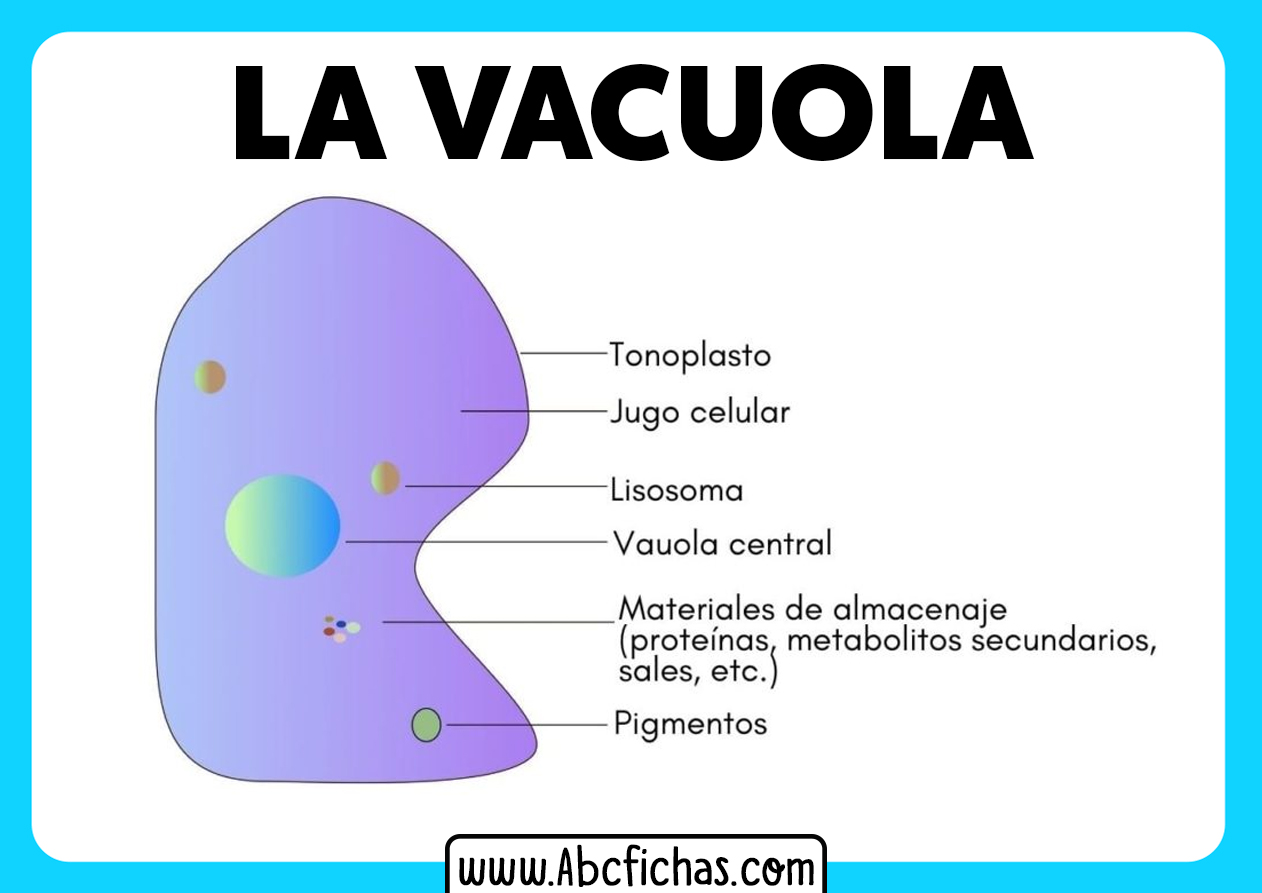 LA VACUOLA
Tonoplasto
Jugo celular
Lisosoma
Vauola central
Materiales de almacenaje
(proteínas, metabolitos secundarios,
sales, etc.)
Pigmentos
www.Abcfichas.com